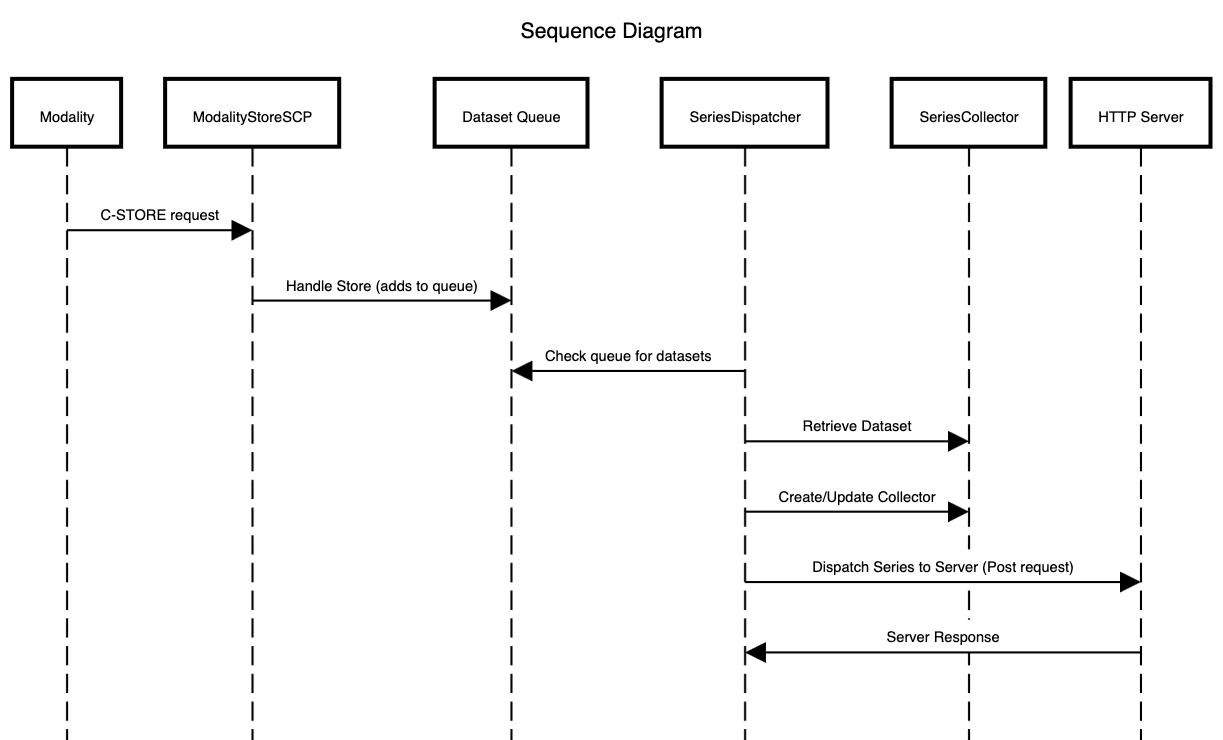 Sequence Diagram
Modality
ModalityStoreSCP
Dataset Queue
SeriesDispatcher
SeriesCollector
HTTP Server
C-STORE request
Handle Store (adds to queue)
Check queue for datasets
Retrieve Dataset
Create/Update Collector
Dispatch Series to Server (Post request)
Server Response